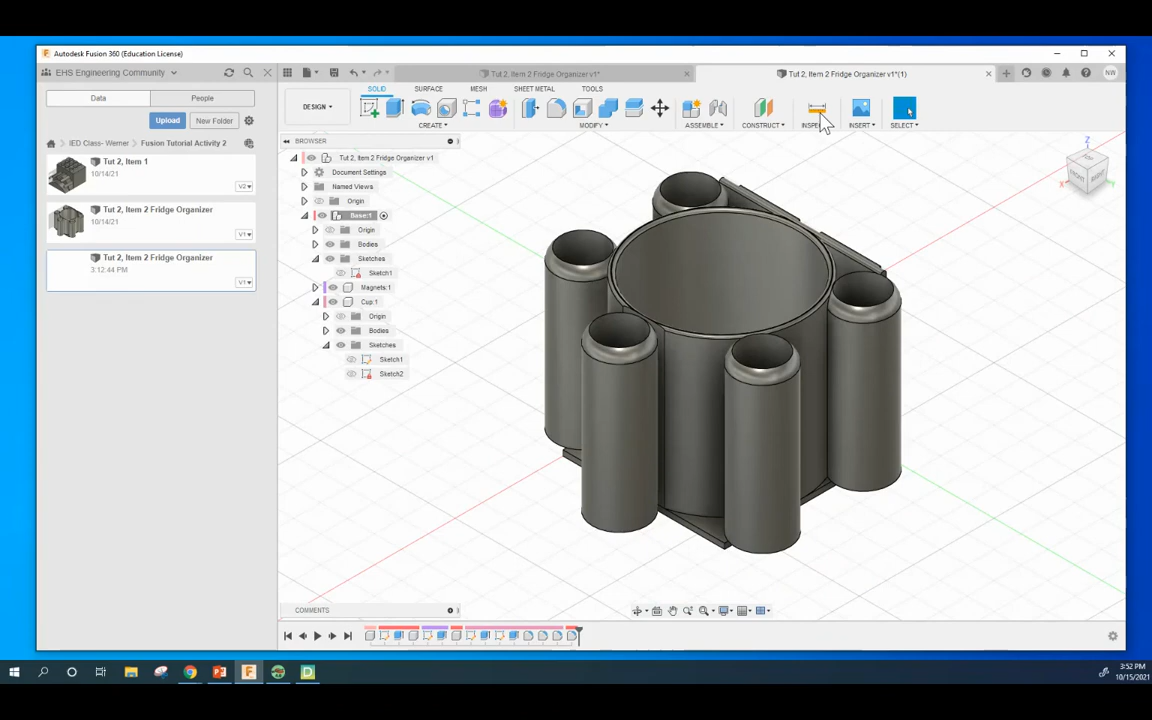 Autodesk Fusion 360 (Education License)
EHS Engineering Community
Tut 2, Item 2 Fridge Organizer v1*
Tut 2, Item 2 Fridge Organizer v1*(1)
NW
Data
People
Upload
New Folder
IED Class- Werner
Fusion Tutorial Activity 2
Tut 2, Item 1
10/14/21
V2
Tut 2, Item 2 Fridge Organizer
10/14/21
V1
Tut 2, Item 2 Fridge Organizer
3:12:44 PM
V1
SOLID
SURFACE
MESH
SHEET METAL
TOOLS
DESIGN
CREATE
MODIFY
ASSEMBLE
CONSTRUCT
INSPE
INSERT
SELECT
BROWSER
Tut 2, Item 2 Fridge Organizer v1
Document Settings
Named Views
Origin
Base:1
Origin
Bodies
Sketches
Sketch1
Magnets:1
Cup:1
Origin
Bodies
Sketches
Sketch1
Sketch2
Z
FRONT
RIGHT
X
COMMENTS
3:52 PM
10/15/2021